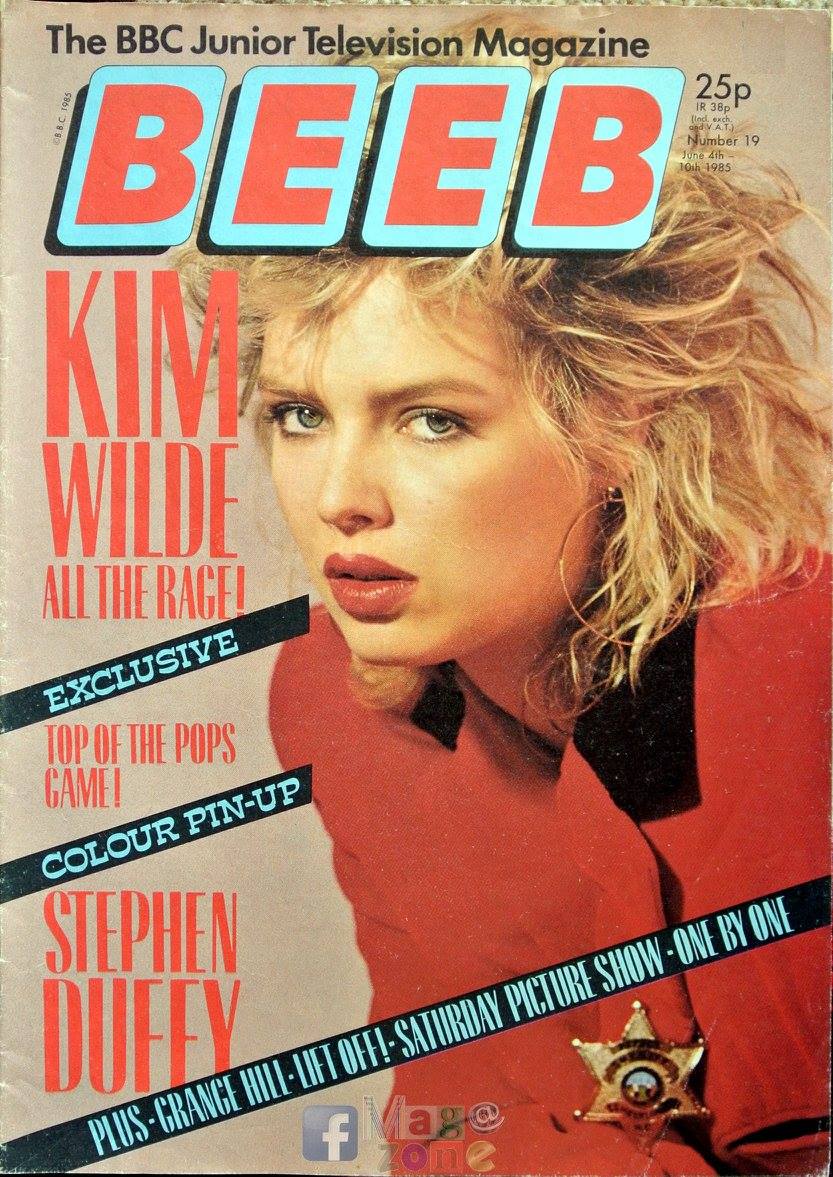 The BBC Junior Television Magazine
©B.B.C. 1985
BEEB
25p
IR 38p
(Incl. exch.
and V.A.T.)
Number 19
June 4th –
10th 1985
KIM
WILDE
ALL THE RAGE!
EXCLUSIVE
TOP OF THE POPS
GAME!
COLOUR PIN-UP
STEPHEN
DUFFY
PLUS · GRANGE HILL · LIFT OFF! · SATURDAY PICTURE SHOW · ONE BY ONE
f Mag@
zone